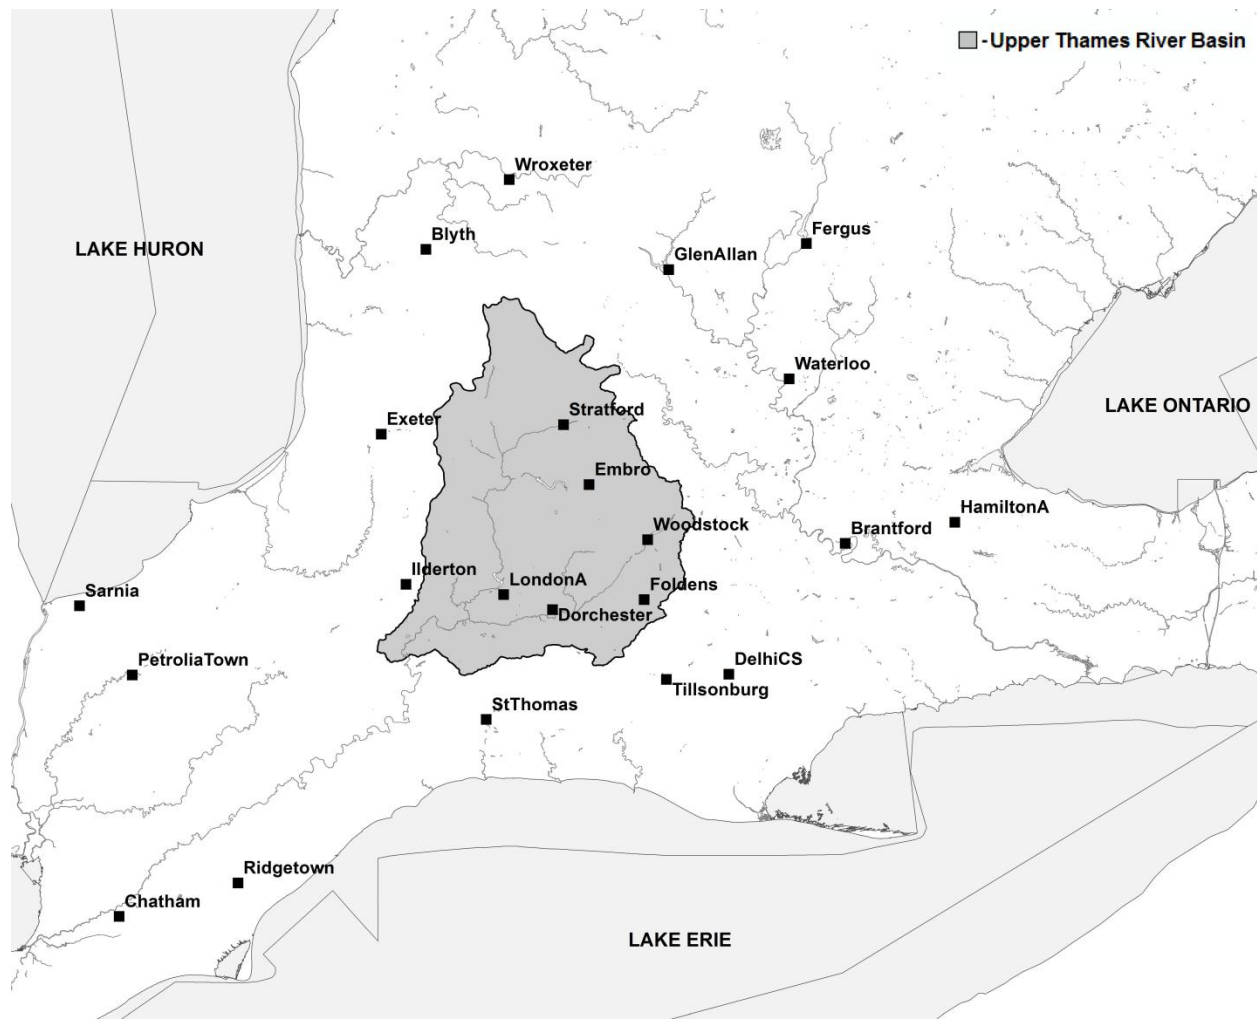 -Upper Thames River Basin
Wroxeter
Blyth
Fergus
LAKE HURON
GlenAllan
Waterloo
LAKE ONTARIO
Stratford
Exeter
Embro
HamiltonA
Woodstock
Brantford
Ilderton
LondonA
Foldens
Sarnia
Dorchester
PetroliaTown
DelhiCS
Tillsonburg
StThomas
Ridgetown
Chatham
LAKE ERIE